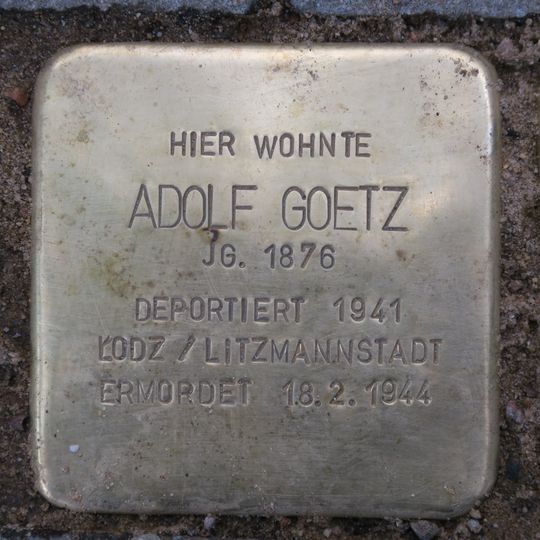 HIER WOHNTE
ADOLF GOETZ
JG. 1876
DEPORTIERT 1941
ŁODZ / LITZMANNSTADT
ERMORDET 18.2.1944